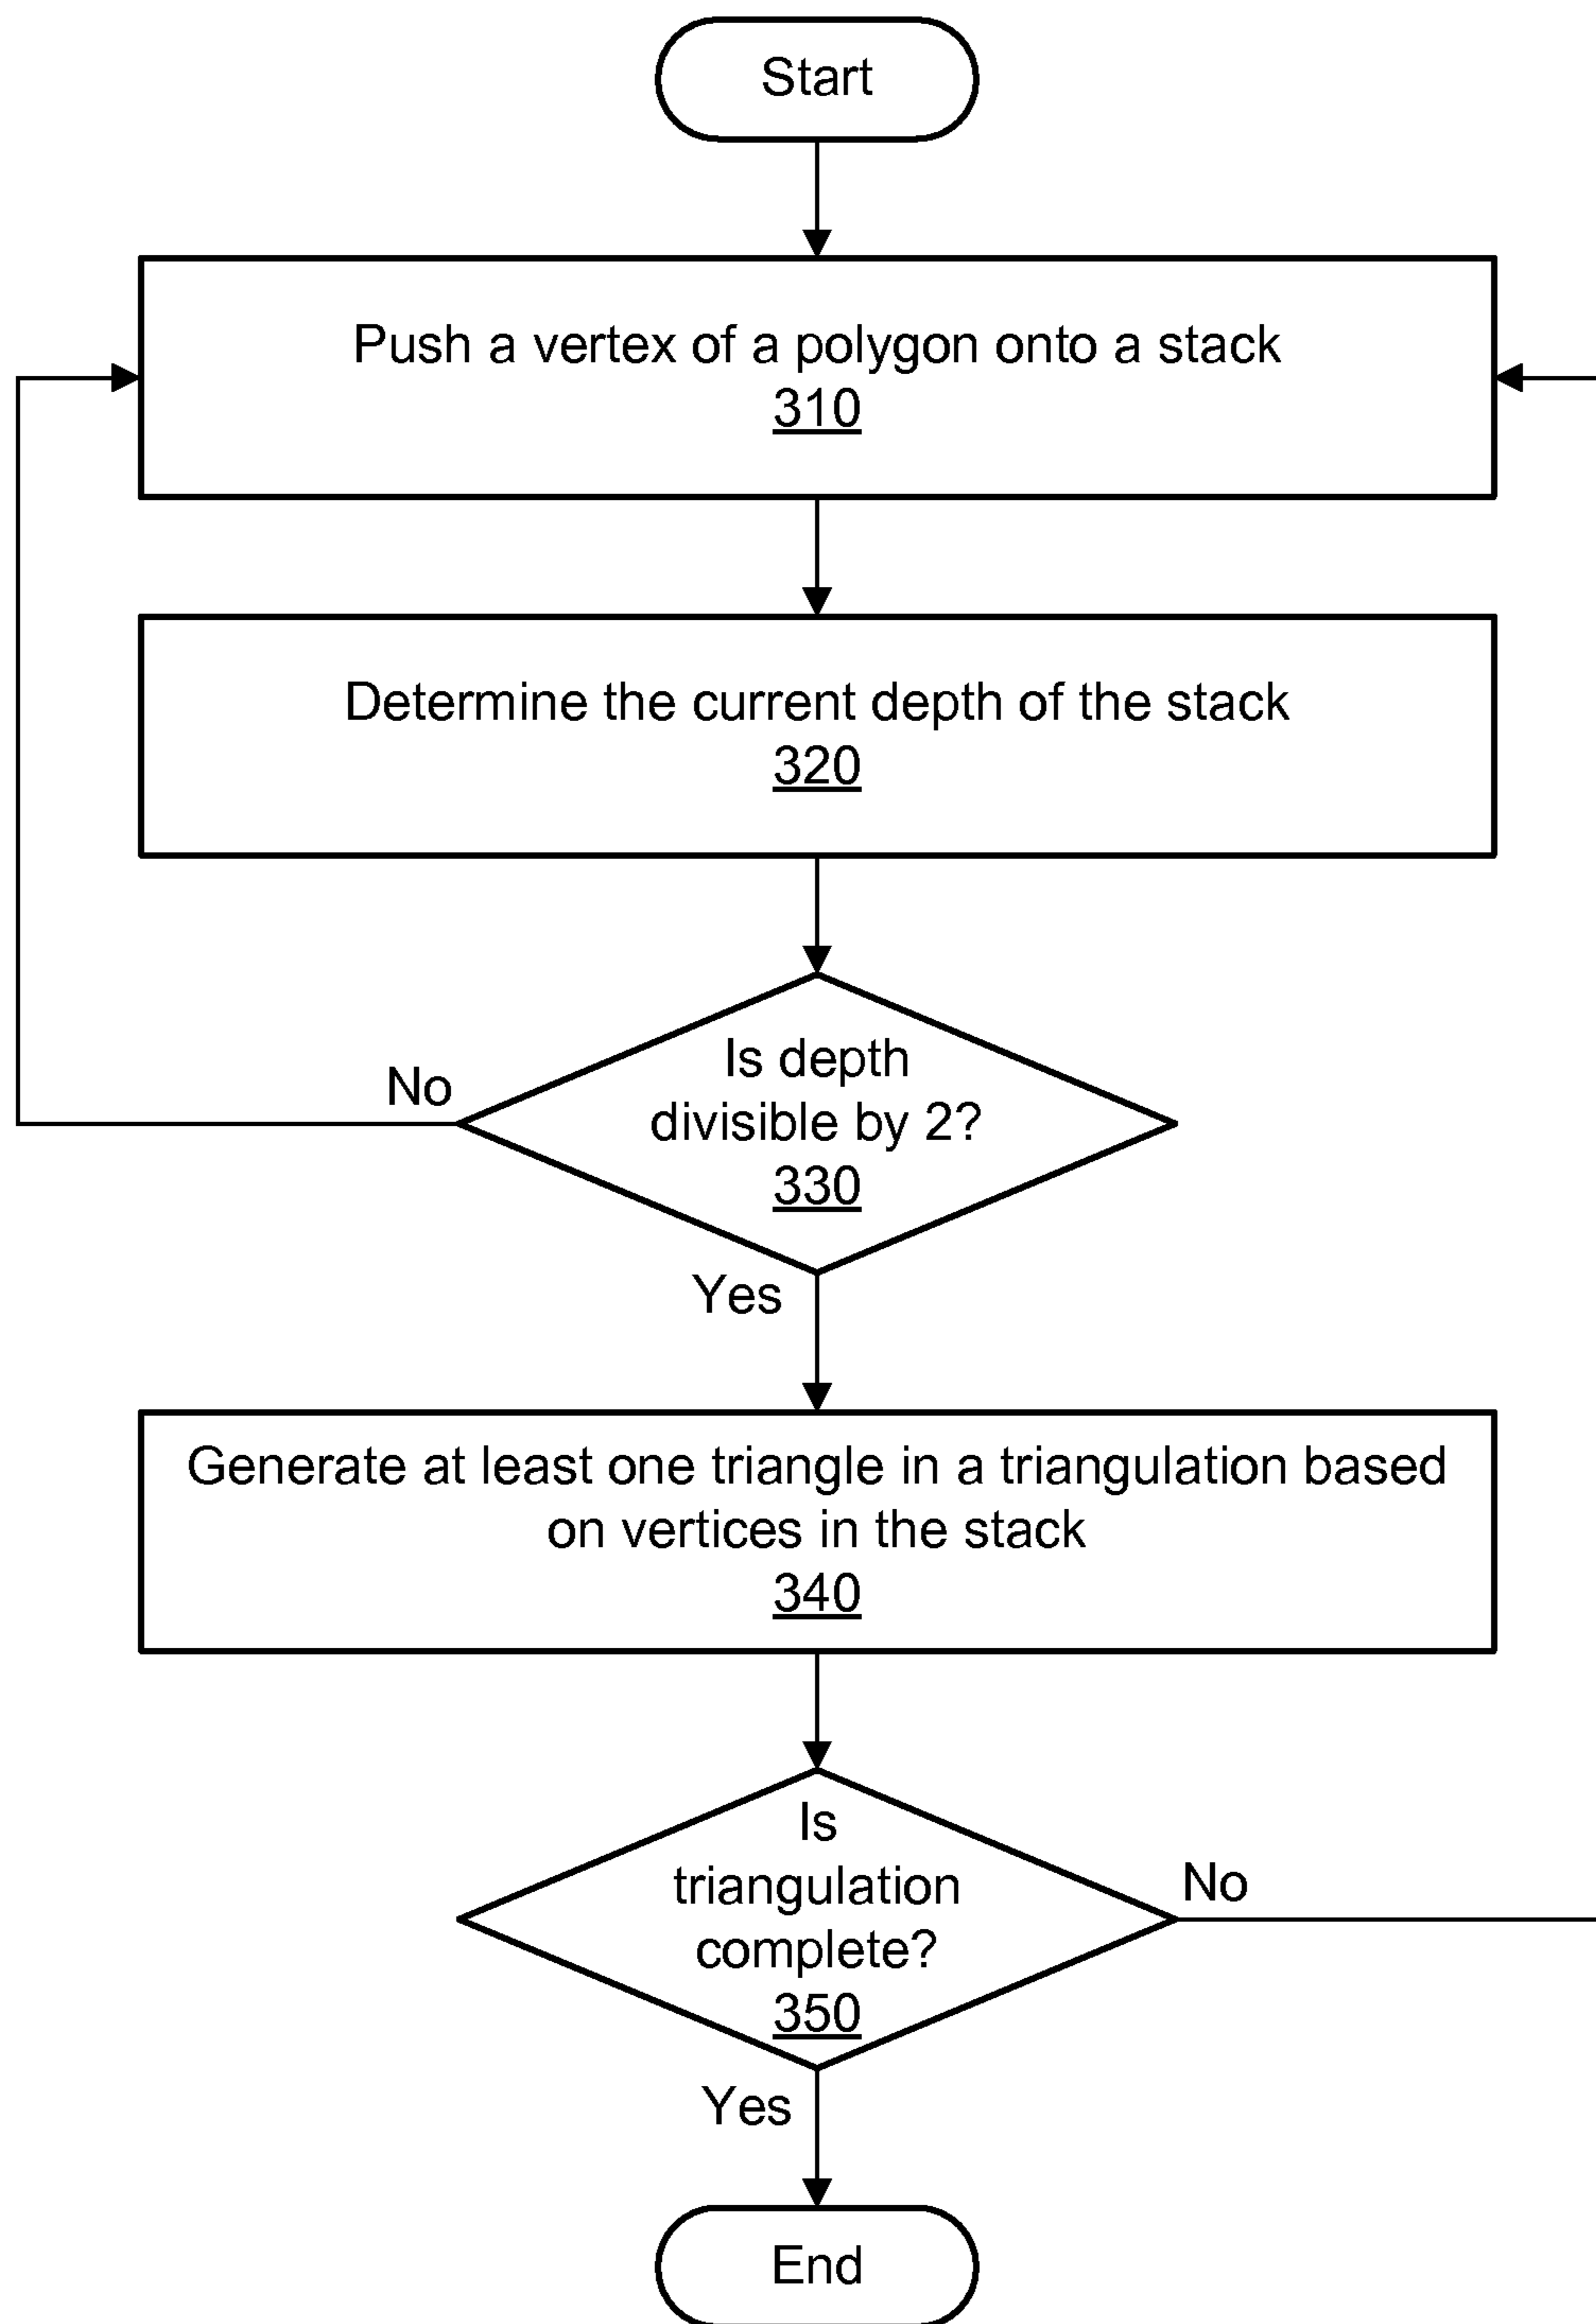 Start
Push a vertex of a polygon onto a stack
310
Determine the current depth of the stack
320
Is depth
divisible by 2?
330
No
Yes
Generate at least one triangle in a triangulation based
on vertices in the stack
340
Is
triangulation
complete?
350
No
Yes
End